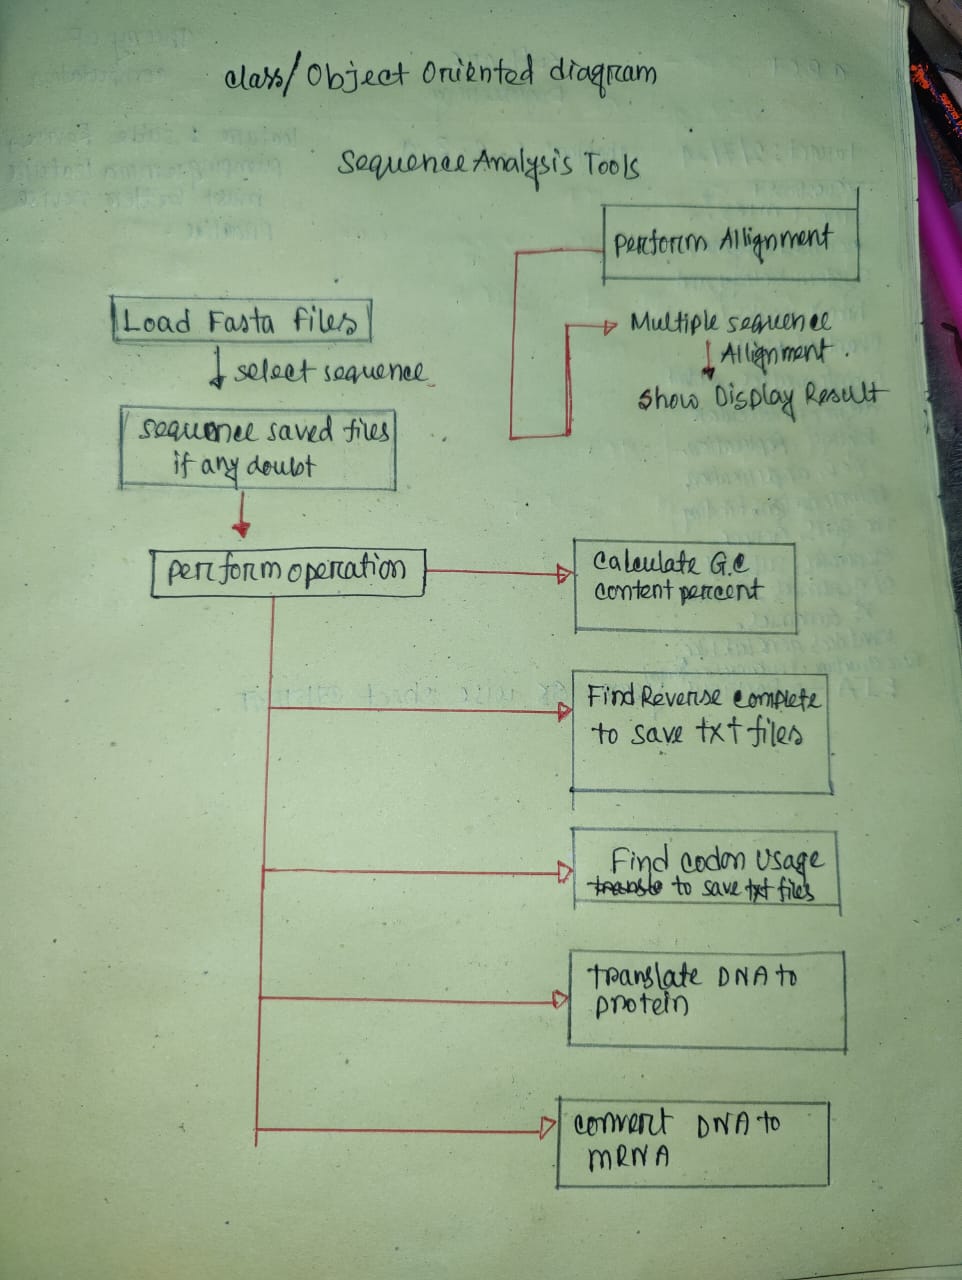 class/Object Oriented diagram
Sequence Analysis Tools
Perform Allignment
Multiple sequence
Allignment.
show Display Result
Load Fasta files
select sequence
sequence saved files
if any doubt
perform operation
Calculate G.C
content percent
Find Reverse complete
to save txt files
Find codon usage
to save txt files
translate DNA to
protein
convert DNA to
mRNA